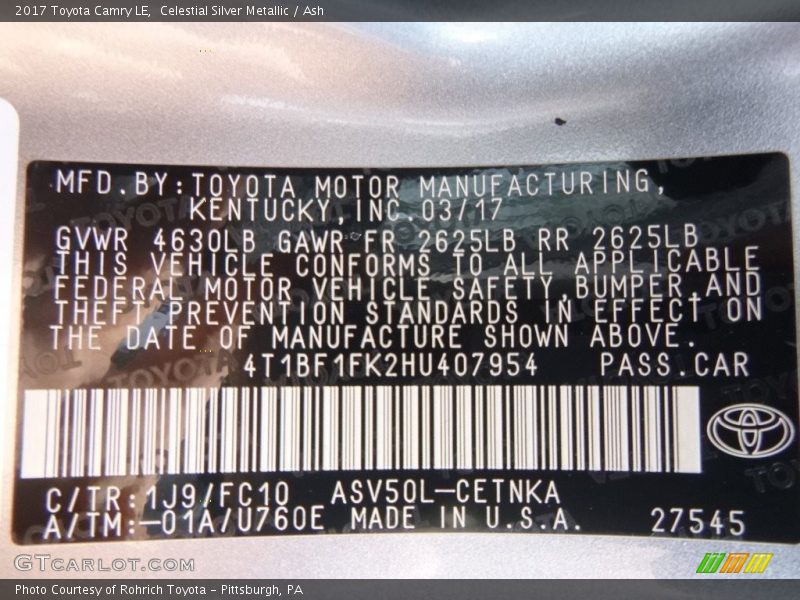 2017 Toyota Camry LE, Celestial Silver Metallic / Ash
MFD.BY:TOYOTA MOTOR MANUFACTURING,
KENTUCKY,INC.03/17
GVWR 4630LB GAWR FR 2625LB RR 2625LB
THIS VEHICLE CONFORMS TO ALL APPLICABLE
FEDERAL MOTOR VEHICLE SAFETY,BUMPER,AND
THEFT PREVENTION STANDARDS IN EFFECT ON
THE DATE OF MANUFACTURE SHOWN ABOVE.
4T1BF1FK2HU407954 PASS.CAR
C/TR:1J9/FC10 ASV50L-CETNKA
A/TM:-01A/U760E MADE IN U.S.A. 27545
GTCARLOT.COM
Photo Courtesy of Rohrich Toyota - Pittsburgh, PA